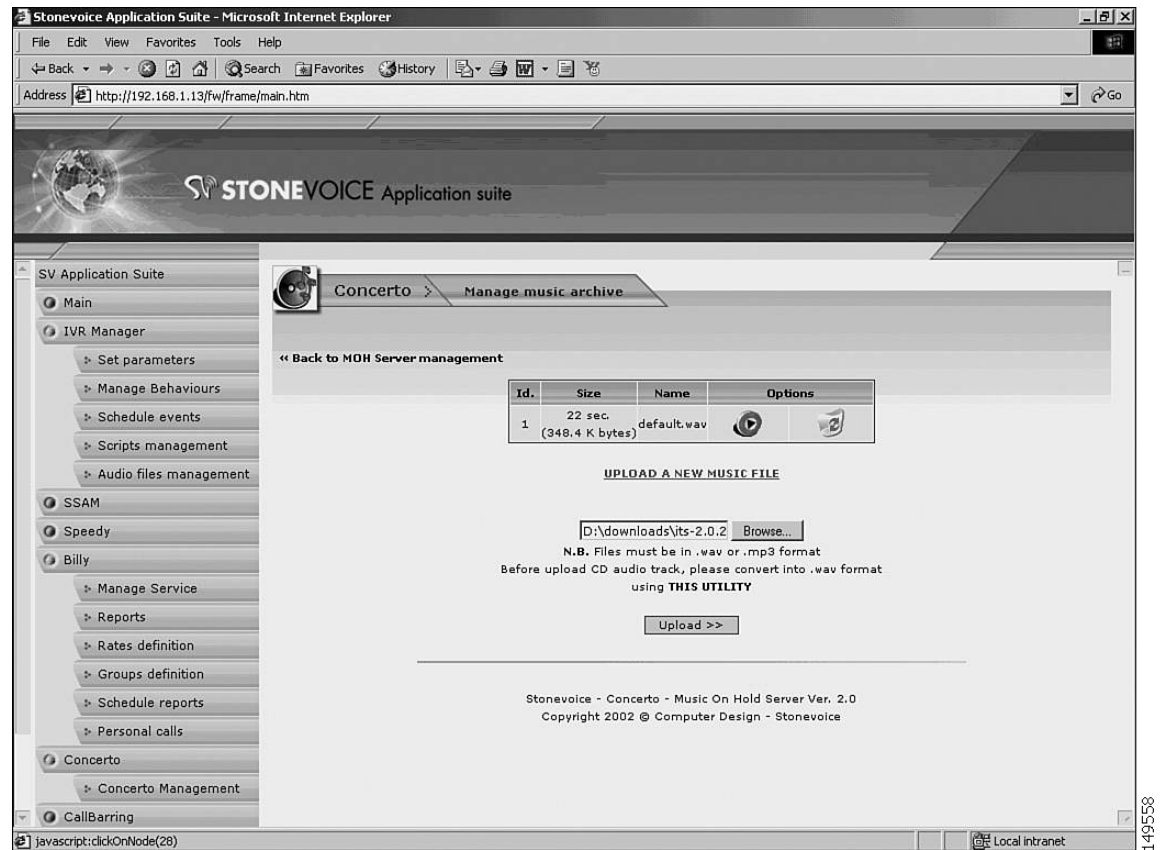 Stonevoice Application Suite - Microsoft Internet Explorer
File Edit View Favorites Tools Help
Back Search Favorites History
Address http://192.168.1.13/fw/frame/main.htm Go
SV STONEVOICE Application suite
SV Application Suite
Main
IVR Manager
Set parameters
Manage Behaviours
Schedule events
Scripts management
Audio files management
SSAM
Speedy
Billy
Manage Service
Reports
Rates definition
Groups definition
Schedule reports
Personal calls
Concerto
Concerto Management
CallBarring
Concerto > Manage music archive
‹‹ Back to MOH Server management
Id. Size Name Options
1 22 sec. (348.4 K bytes) default.wav
UPLOAD A NEW MUSIC FILE
D:\downloads\its-2.0.2 Browse...
N.B. Files must be in .wav or .mp3 format
Before upload CD audio track, please convert into .wav format
using THIS UTILITY
Upload >>
Stonevoice - Concerto - Music On Hold Server Ver. 2.0
Copyright 2002 @ Computer Design - Stonevoice
javascript:clickOnNode(28) Local intranet
149558